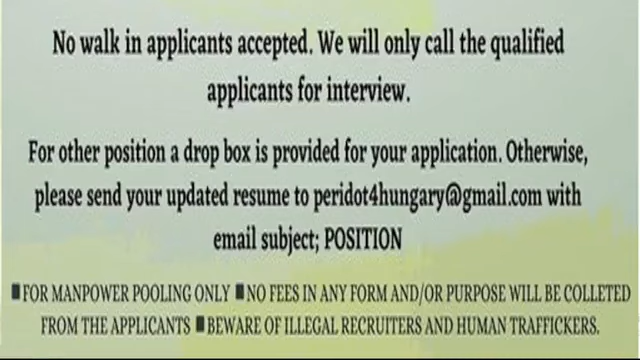 No walk in applicants accepted. We will only call the qualified
applicants for interview.
For other position a drop box is provided for your application. Otherwise,
please send your updated resume to peridot4hungary@gmail.com with
email subject; POSITION
■FOR MANPOWER POOLING ONLY ■NO FEES IN ANY FORM AND/OR PURPOSE WILL BE COLLETED
FROM THE APPLICANTS ■BEWARE OF ILLEGAL RECRUITERS AND HUMAN TRAFFICKERS.